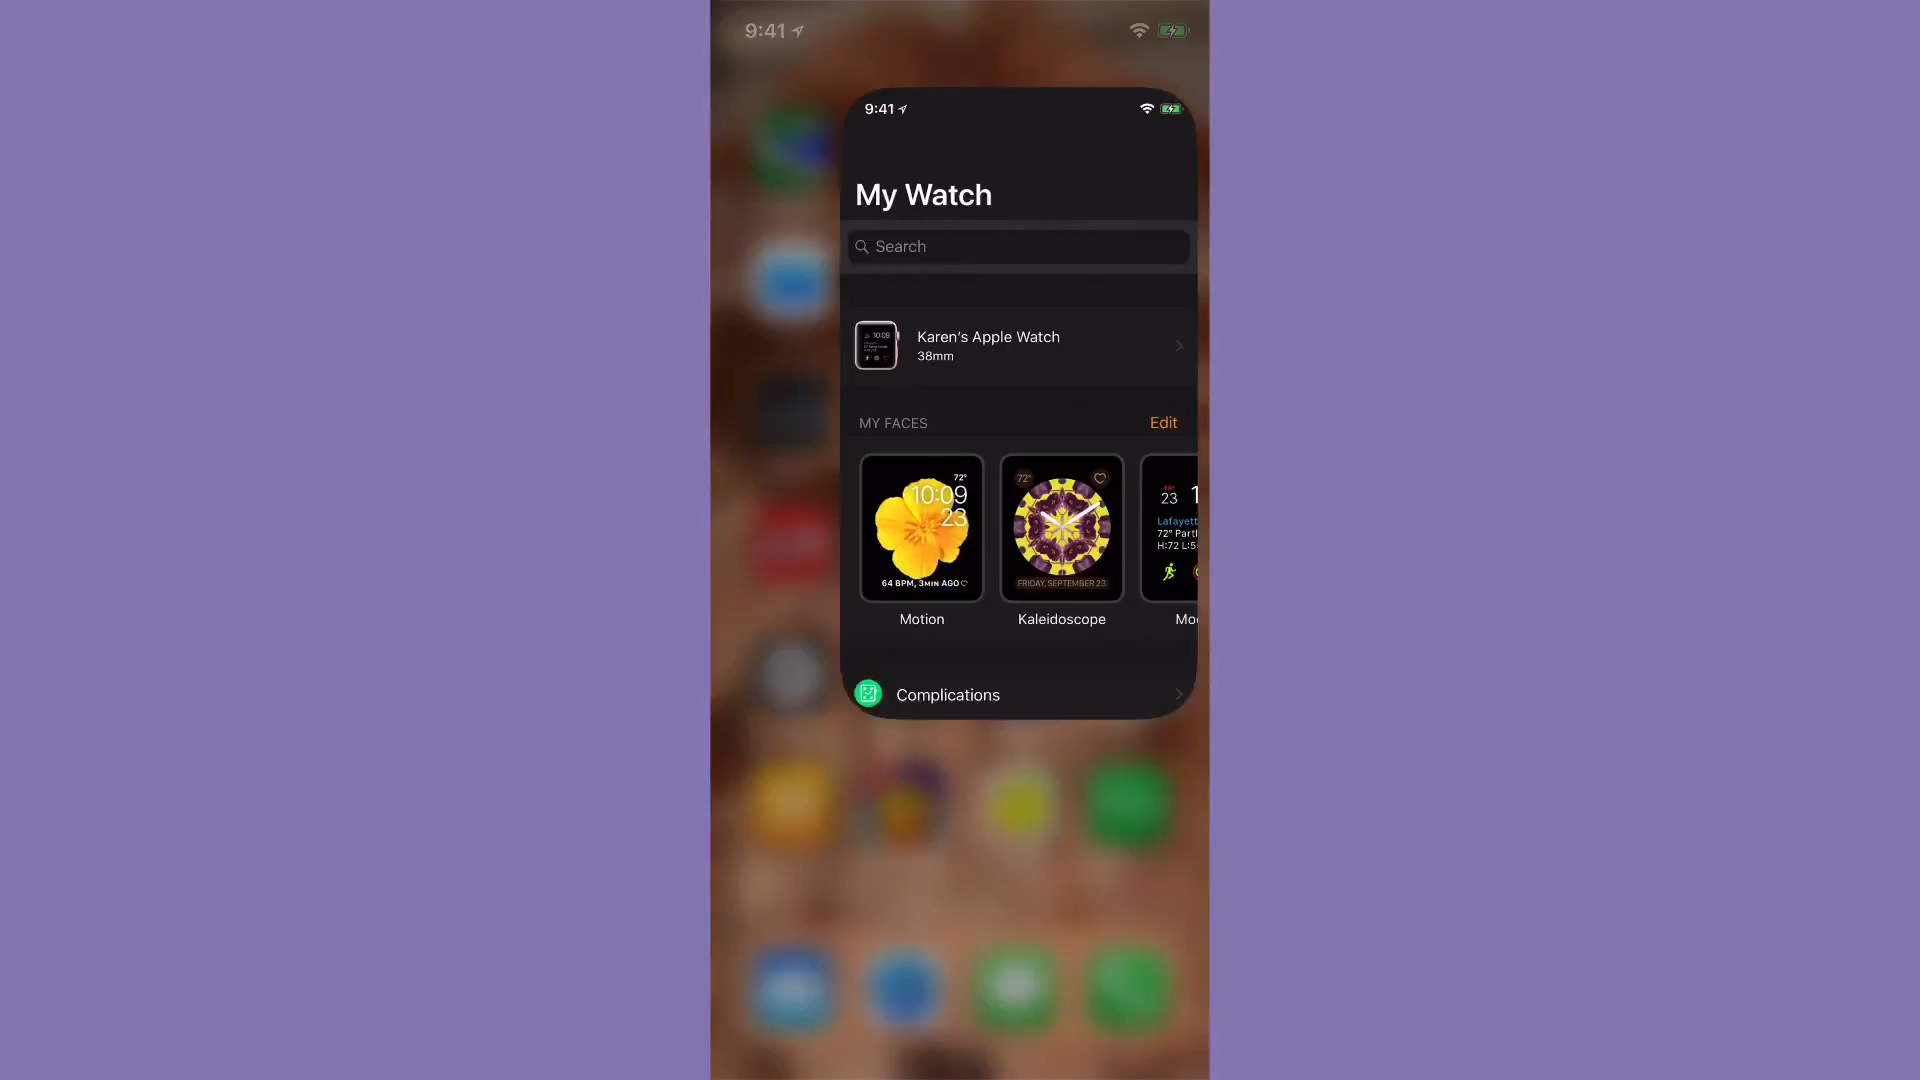 9:41
9:41
My Watch
Search
Karen's Apple Watch
38mm
MY FACES
Edit
72°
10:09
23
64 BPM, 3MIN AGO
Motion
72°
FRIDAY, SEPTEMBER 23
Kaleidoscope
23
Lafayett
72° Parth
H:72 L:5
Mo
Complications